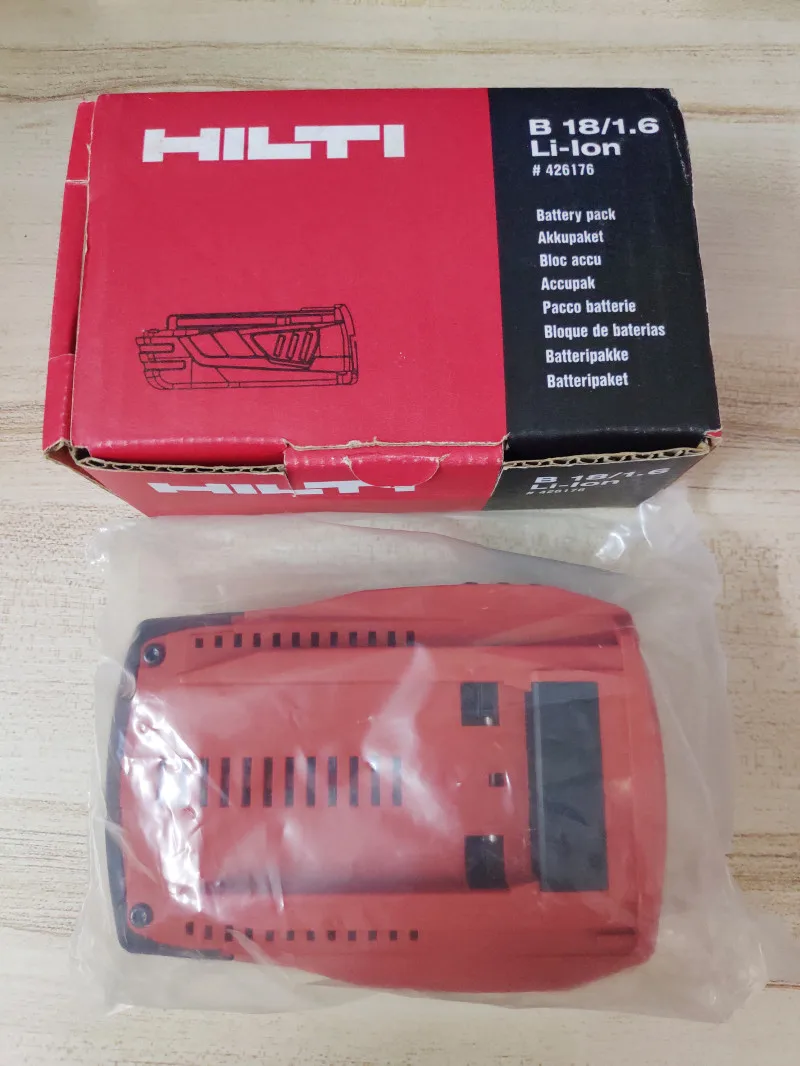 HILTI
B 18/1.6
Li-Ion
# 426176
Battery pack
Akkupaket
Bloc accu
Accupak
Pacco batterie
Bloque de baterias
Batteripakke
Batteripaket
HILTI
B 18/1.6
Li-Ion
# 426176